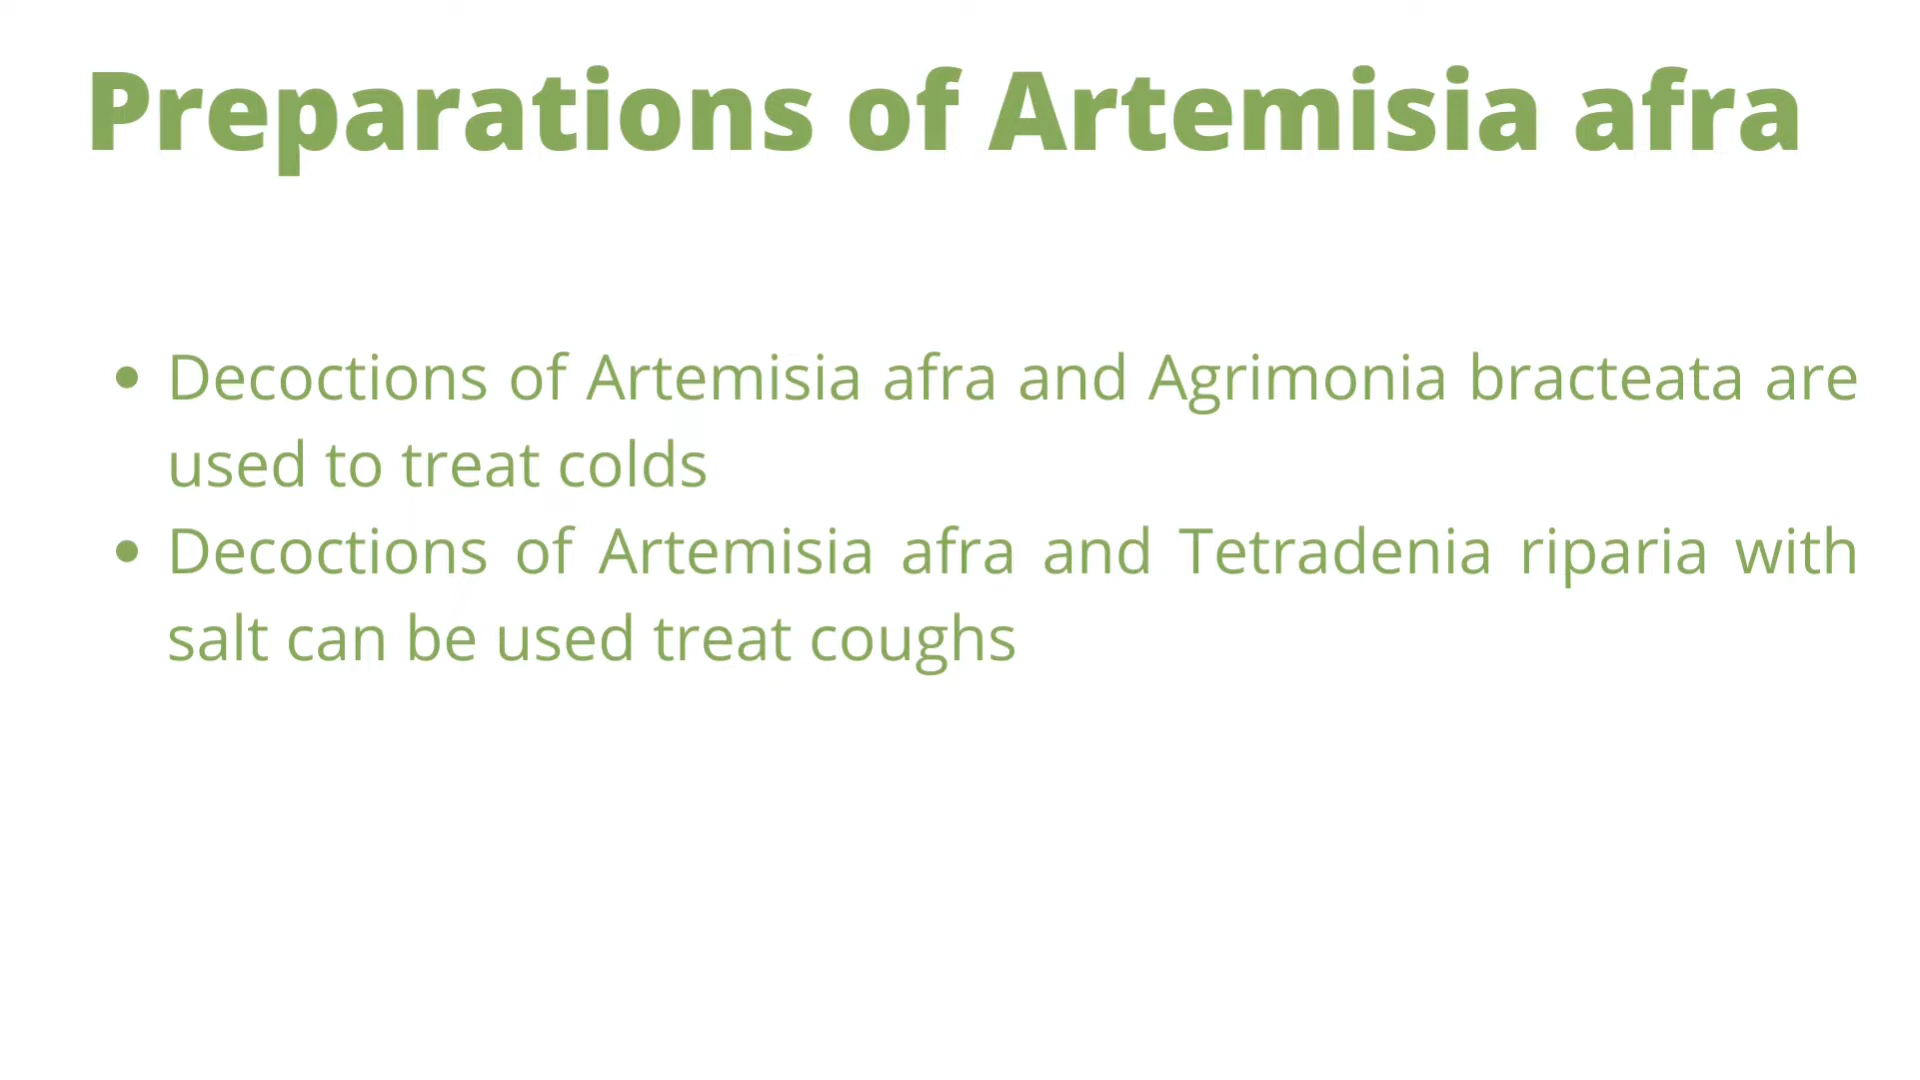 Preparations of Artemisia afra
• Decoctions of Artemisia afra and Agrimonia bracteata are
used to treat colds
• Decoctions of Artemisia afra and Tetradenia riparia with
salt can be used treat coughs